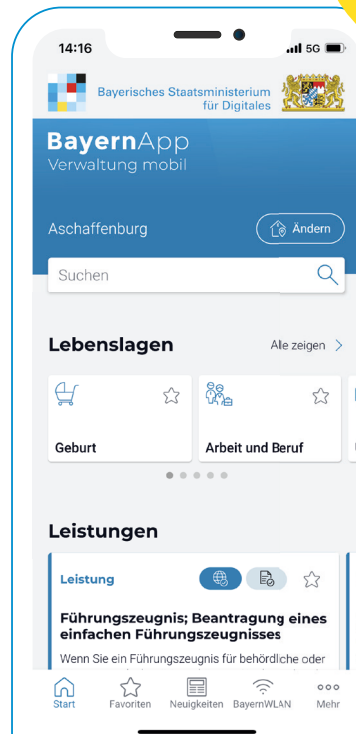 14:16
5G
Bayerisches Staatsministerium
für Digitales
BayernApp
Verwaltung mobil
Aschaffenburg
Ändern
Suchen
Lebenslagen
Alle zeigen
Geburt
Arbeit und Beruf
Leistungen
Leistung
Führungszeugnis; Beantragung eines
einfachen Führungszeugnisses
Wenn Sie ein Führungszeugnis für behördliche oder
Start Favoriten Neuigkeiten BayernWLAN Mehr